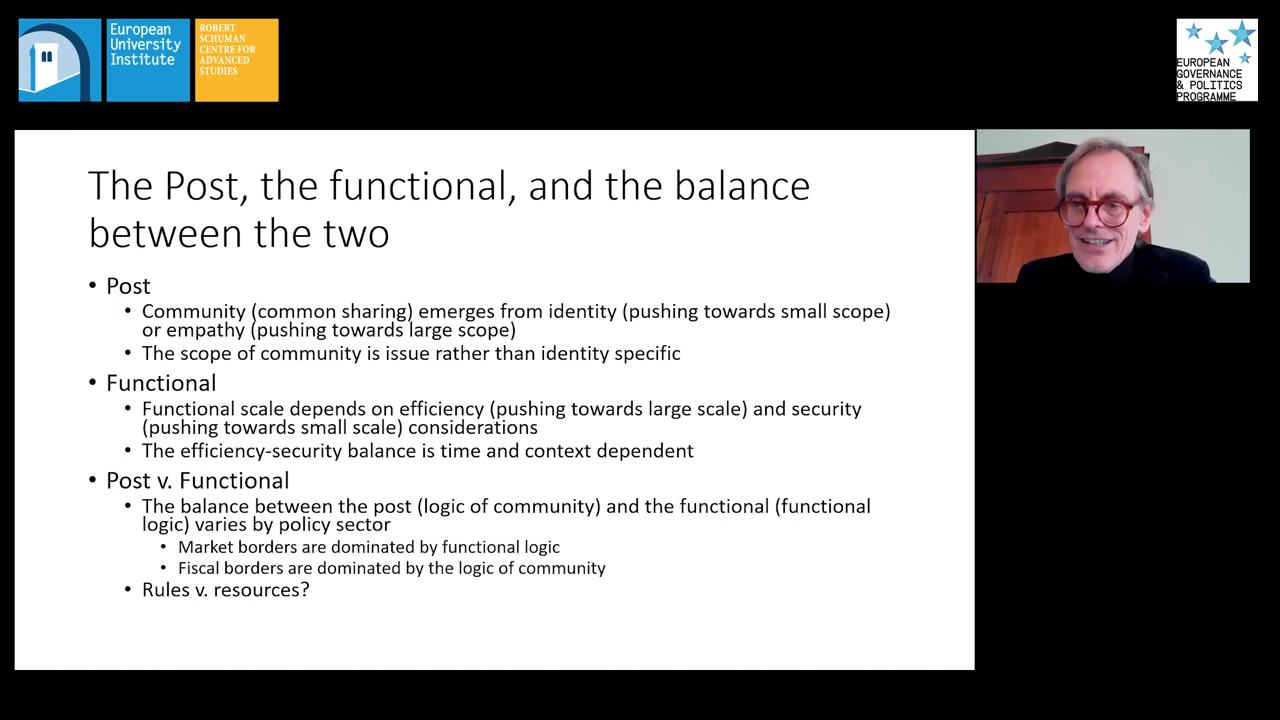 European
University
Institute
ROBERT
SCHUMAN
CENTRE FOR
ADVANCED
STUDIES
EUROPEAN
GOVERNANCE
& POLITICS
PROGRAMME
The Post, the functional, and the balance
between the two
• Post
• Community (common sharing) emerges from identity (pushing towards small scope)
or empathy (pushing towards large scope)
• The scope of community is issue rather than identity specific
• Functional
• Functional scale depends on efficiency (pushing towards large scale) and security
(pushing towards small scale) considerations
• The efficiency-security balance is time and context dependent
• Post v. Functional
• The balance between the post (logic of community) and the functional (functional
logic) varies by policy sector
• Market borders are dominated by functional logic
• Fiscal borders are dominated by the logic of community
• Rules v. resources?